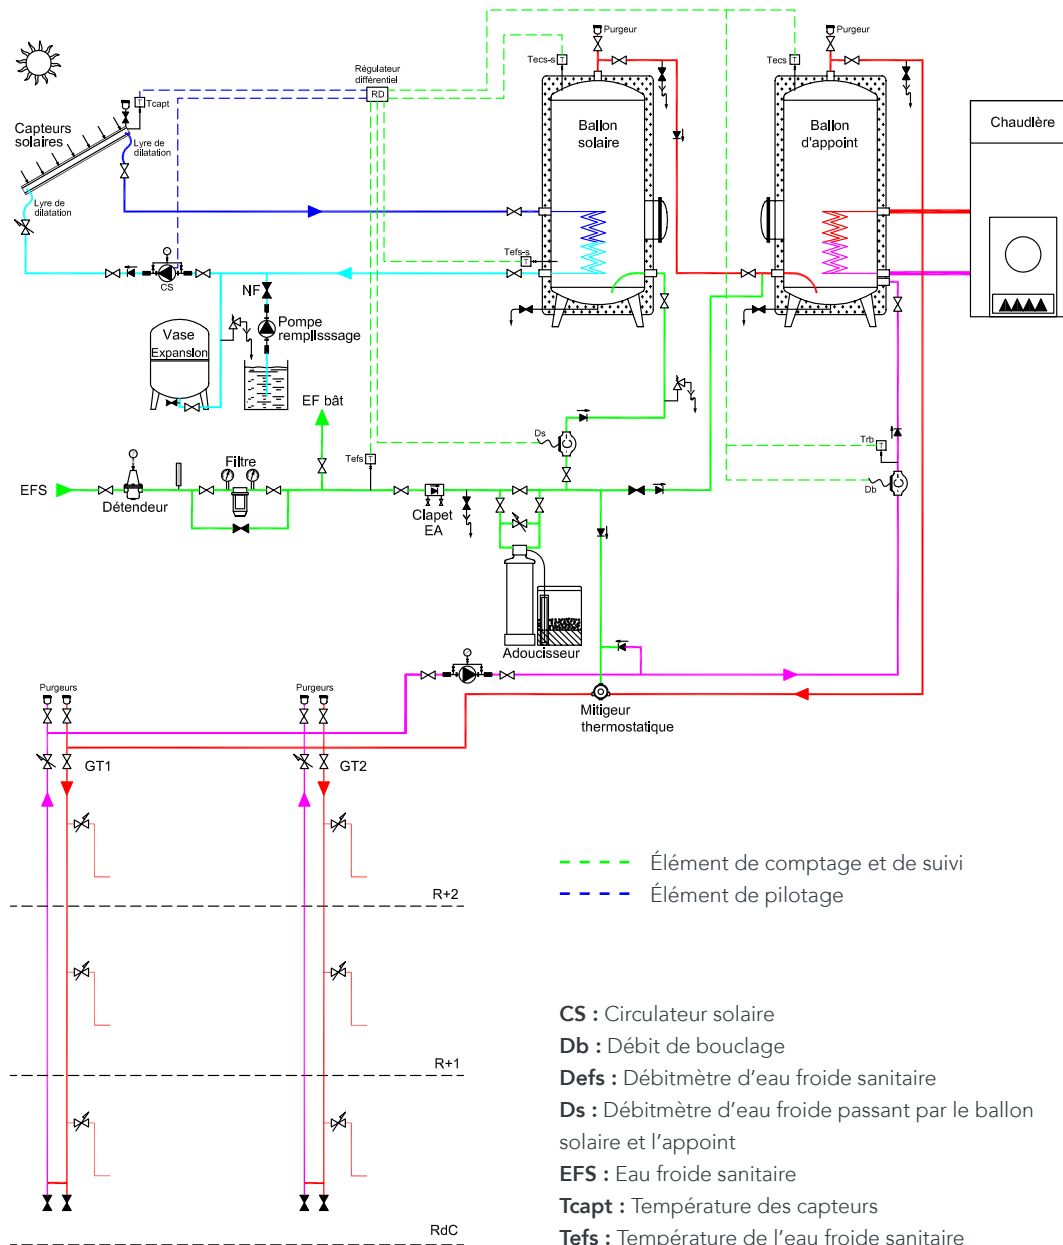 Purgeur
Purgeur
Tecs-s
T
Tecs
T
Régulateur
différentiel
RD
T
Tcapt
Capteurs
solaires
Lyre de
dilatation
Lyre de
dilatation
Ballon
solaire
Ballon
d'appoint
Chaudière
Tefs-s
T
CS
NF
Vase
Expansion
Pompe
remplisssage
EF bât
Ds
Trb
T
Tefs
T
Filtre
EFS
Détendeur
Clapet
EA
Db
Adoucisseur
Purgeurs
Purgeurs
Mitigeur
thermostatique
GT1
GT2
R+2
R+1
RdC
Élément de comptage et de suivi
Élément de pilotage
CS : Circulateur solaire
Db : Débit de bouclage
Defs : Débitmètre d'eau froide sanitaire
Ds : Débitmètre d'eau froide passant par le ballon
solaire et l'appoint
EFS : Eau froide sanitaire
Tcapt : Température des capteurs
Tefs : Température de l'eau froide sanitaire